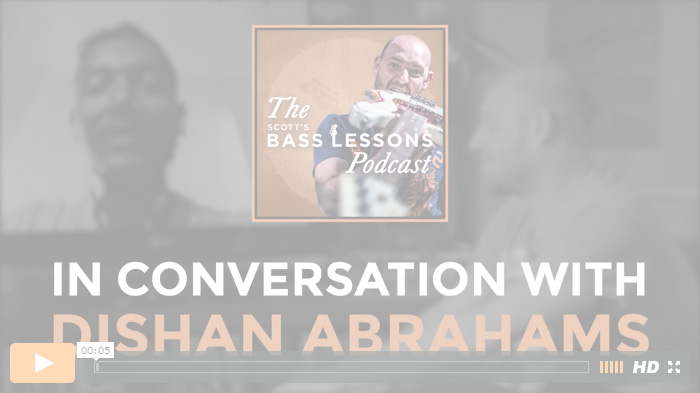 The
SCOTT'S
BASS LESSONS
Podcast
IN CONVERSATION WITH
DISHAN ABRAHAMS
00:05
HD